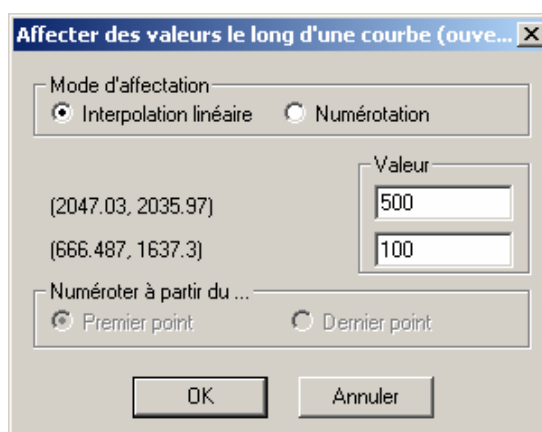 Affecter des valeurs le long d'une courbe (ouve...
Mode d'affectation
Interpolation linéaire Numérotation
Valeur
(2047.03, 2035.97) 500
(666.487, 1637.3) 100
Numéroter à partir du ...
Premier point Dernier point
OK Annuler